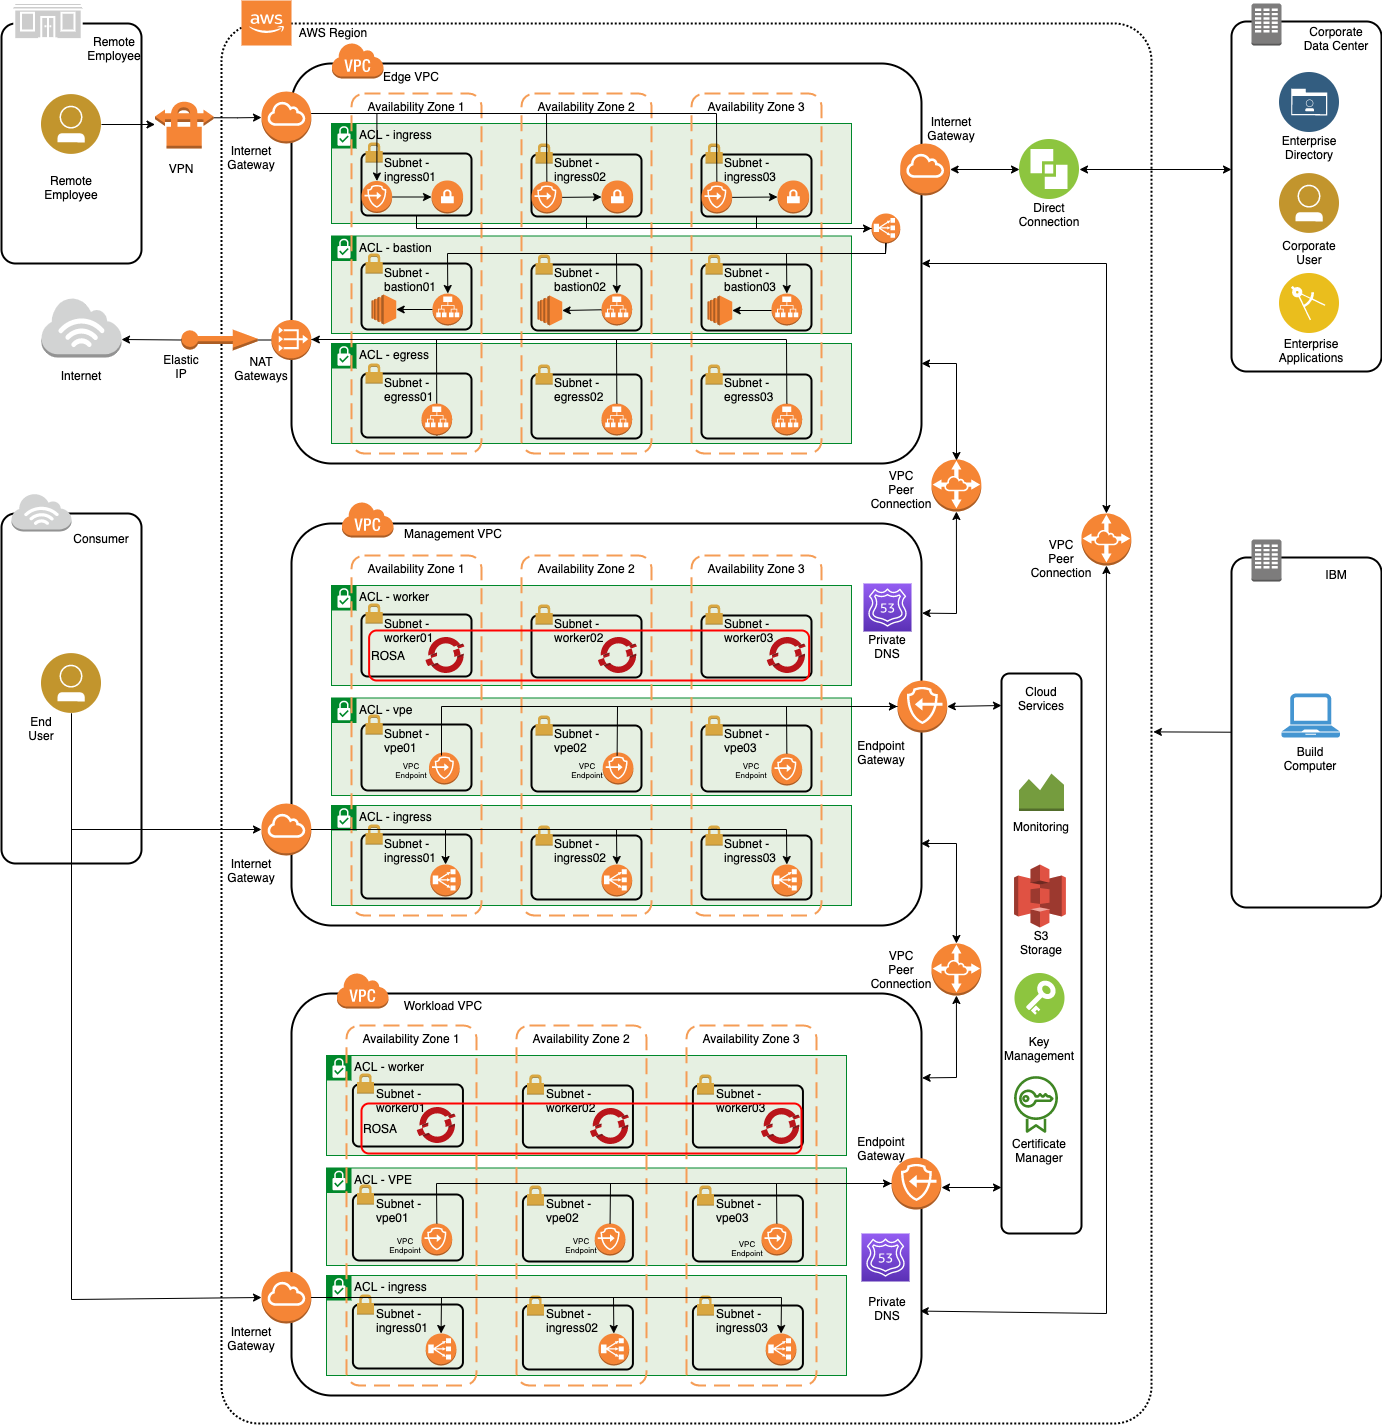 Remote
Employee
Remote
Employee
VPN
aws
AWS Region
Internet
Gateway
VPC
Edge VPC
Availability Zone 1
Availability Zone 2
Availability Zone 3
ACL - ingress
Subnet -
ingress01
Subnet -
ingress02
Subnet -
ingress03
ACL - bastion
Subnet -
bastion01
Subnet -
bastion02
Subnet -
bastion03
ACL - egress
Subnet -
egress01
Subnet -
egress02
Subnet -
egress03
Internet
Elastic
IP
NAT
Gateways
Internet
Gateway
Direct
Connection
Corporate
Data Center
Enterprise
Directory
Corporate
User
Enterprise
Applications
VPC
Peer
Connection
VPC
Peer
Connection
Consumer
End
User
VPC
Management VPC
Availability Zone 1
Availability Zone 2
Availability Zone 3
ACL - worker
Subnet -
worker01
Subnet -
worker02
Subnet -
worker03
ROSA
53
Private
DNS
ACL - vpe
Subnet -
vpe01
VPC
Endpoint
Subnet -
vpe02
VPC
Endpoint
Subnet -
vpe03
VPC
Endpoint
Endpoint
Gateway
ACL - ingress
Subnet -
ingress01
Subnet -
ingress02
Subnet -
ingress03
Internet
Gateway
Cloud
Services
Monitoring
S3
Storage
Key
Management
Certificate
Manager
IBM
Build
Computer
VPC
Peer
Connection
VPC
Workload VPC
Availability Zone 1
Availability Zone 2
Availability Zone 3
ACL - worker
Subnet -
worker01
Subnet -
worker02
Subnet -
worker03
ROSA
Endpoint
Gateway
ACL - VPE
Subnet -
vpe01
VPC
Endpoint
Subnet -
vpe02
VPC
Endpoint
Subnet -
vpe03
VPC
Endpoint
53
Private
DNS
ACL - ingress
Subnet -
ingress01
Subnet -
ingress02
Subnet -
ingress03
Internet
Gateway